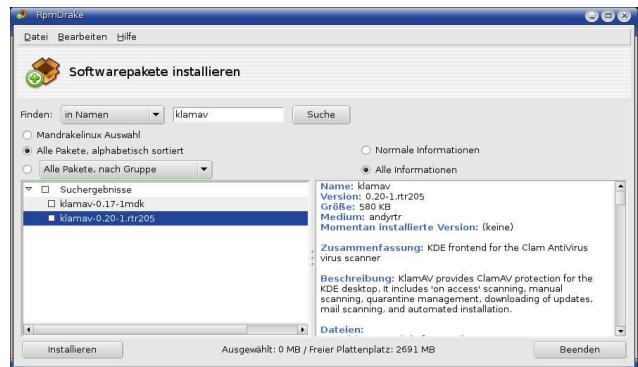 RpmDrake
Datei Bearbeiten Hilfe
Softwarepakete installieren
Finden: in Namen klamav Suche
Mandrakelinux Auswahl
Alle Pakete, alphabetisch sortiert
Normale Informationen
Alle Pakete, nach Gruppe
Alle Informationen
Suchergebnisse
klamav-0.17-1mdk
klamav-0.20-1.rtr205
Name: klamav
Version: 0.20-1.rtr205
Größe: 580 KB
Medium: andyrtr
Momentan installierte Version: (keine)
Zusammenfassung: KDE frontend for the Clam AntiVirus
virus scanner
Beschreibung: KlamAV provides ClamAV protection for the
KDE desktop. It includes 'on access' scanning, manual
scanning, quarantine management, downloading of updates,
mail scanning, and automated installation.
Dateien:
Installieren
Ausgewählt: 0 MB / Freier Plattenplatz: 2691 MB
Beenden